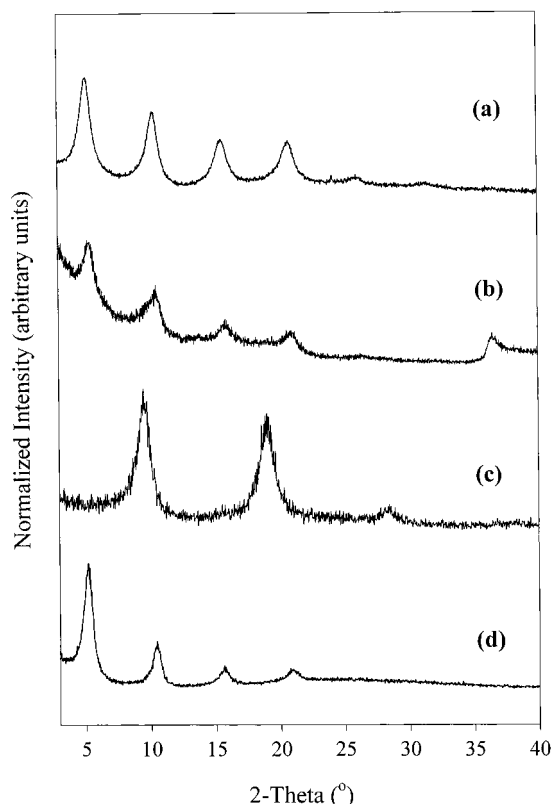 Normalized Intensity (arbitrary units)
(a)
(b)
(c)
(d)
5 10 15 20 25 30 35 40
2-Theta (°)